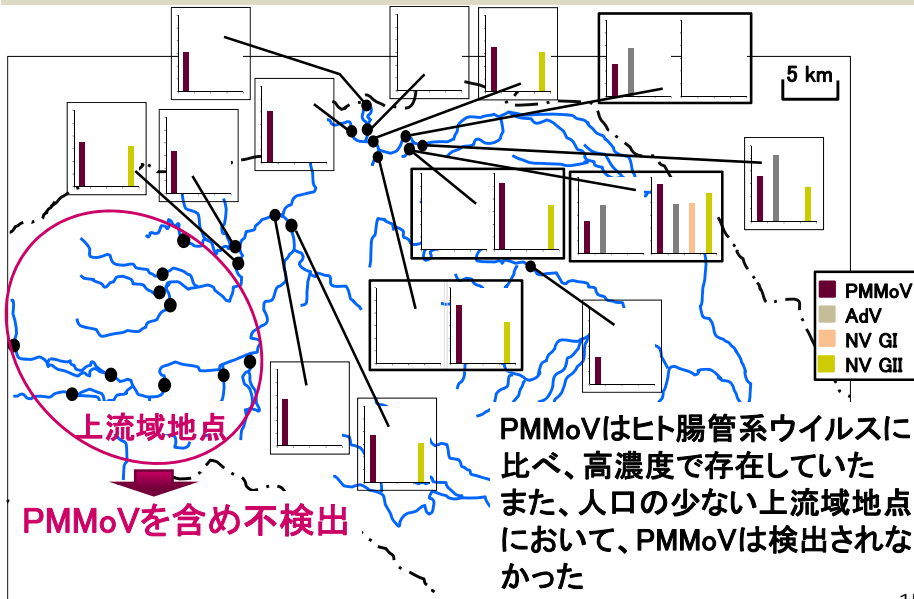 5 km
PMMoV
AdV
NV GI
NV GII
上流域地点
PMMoVを含め不検出
PMMoVはヒト腸管系ウイルスに
比べ、高濃度で存在していた
また、人口の少ない上流域地点
において、PMMoVは検出されな
かった